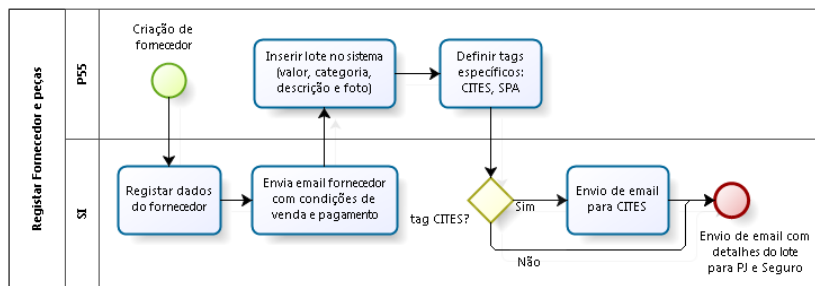 Registar Fornecedor e peças
P55
Criação de
fornecedor
Inserir lote no sistema
(valor, categoria,
descrição e foto)
Definir tags
específicos:
CITES, SPA
SI
Registar dados
do fornecedor
Envia email fornecedor
com condições de
venda e pagamento
tag CITES?
Sim
Não
Envio de email
para CITES
Envio de email com
detalhes do lote
para PJ e Seguro